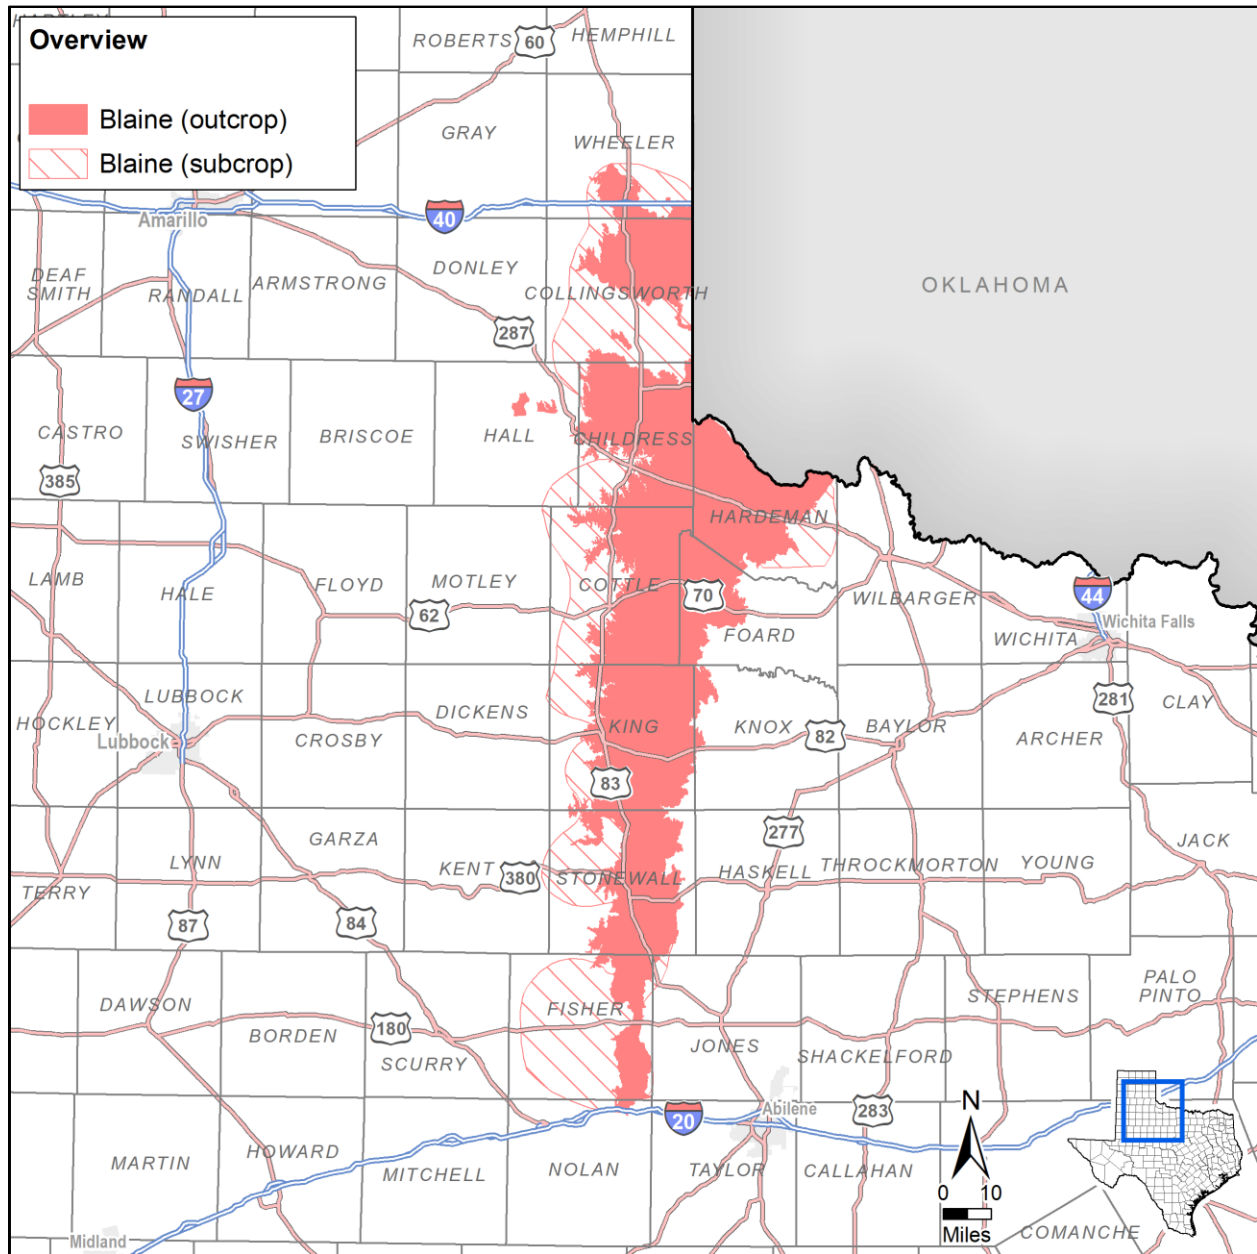 HARTLEY
Overview
Blaine (outcrop)
Blaine (subcrop)
ROBERTS
60
HEMPHILL
GRAY
WHEELER
Amarillo
40
DEAF
SMITH
RANDALL
ARMSTRONG
DONLEY
COLLINGSWORTH
OKLAHOMA
287
27
CASTRO
SWISHER
BRISCOE
HALL
CHILDRESS
385
HARDEMAN
LAMB
HALE
FLOYD
MOTLEY
COTTLE
62
70
WILBARGER
44
Wichita Falls
FOARD
WICHITA
LUBBOCK
HOCKLEY
Lubbock
CROSBY
DICKENS
KING
KNOX
82
BAYLOR
ARCHER
281
CLAY
83
GARZA
277
LYNN
KENT
380
STONEWALL
HASKELL
THROCKMORTON
YOUNG
JACK
TERRY
87
84
DAWSON
BORDEN
180
SCURRY
FISHER
JONES
SHACKELFORD
STEPHENS
PALO
PINTO
20
Abilene
283
MARTIN
HOWARD
MITCHELL
NOLAN
TAYLOR
CALLAHAN
N
0 10
Miles
Midland
COMANCHE